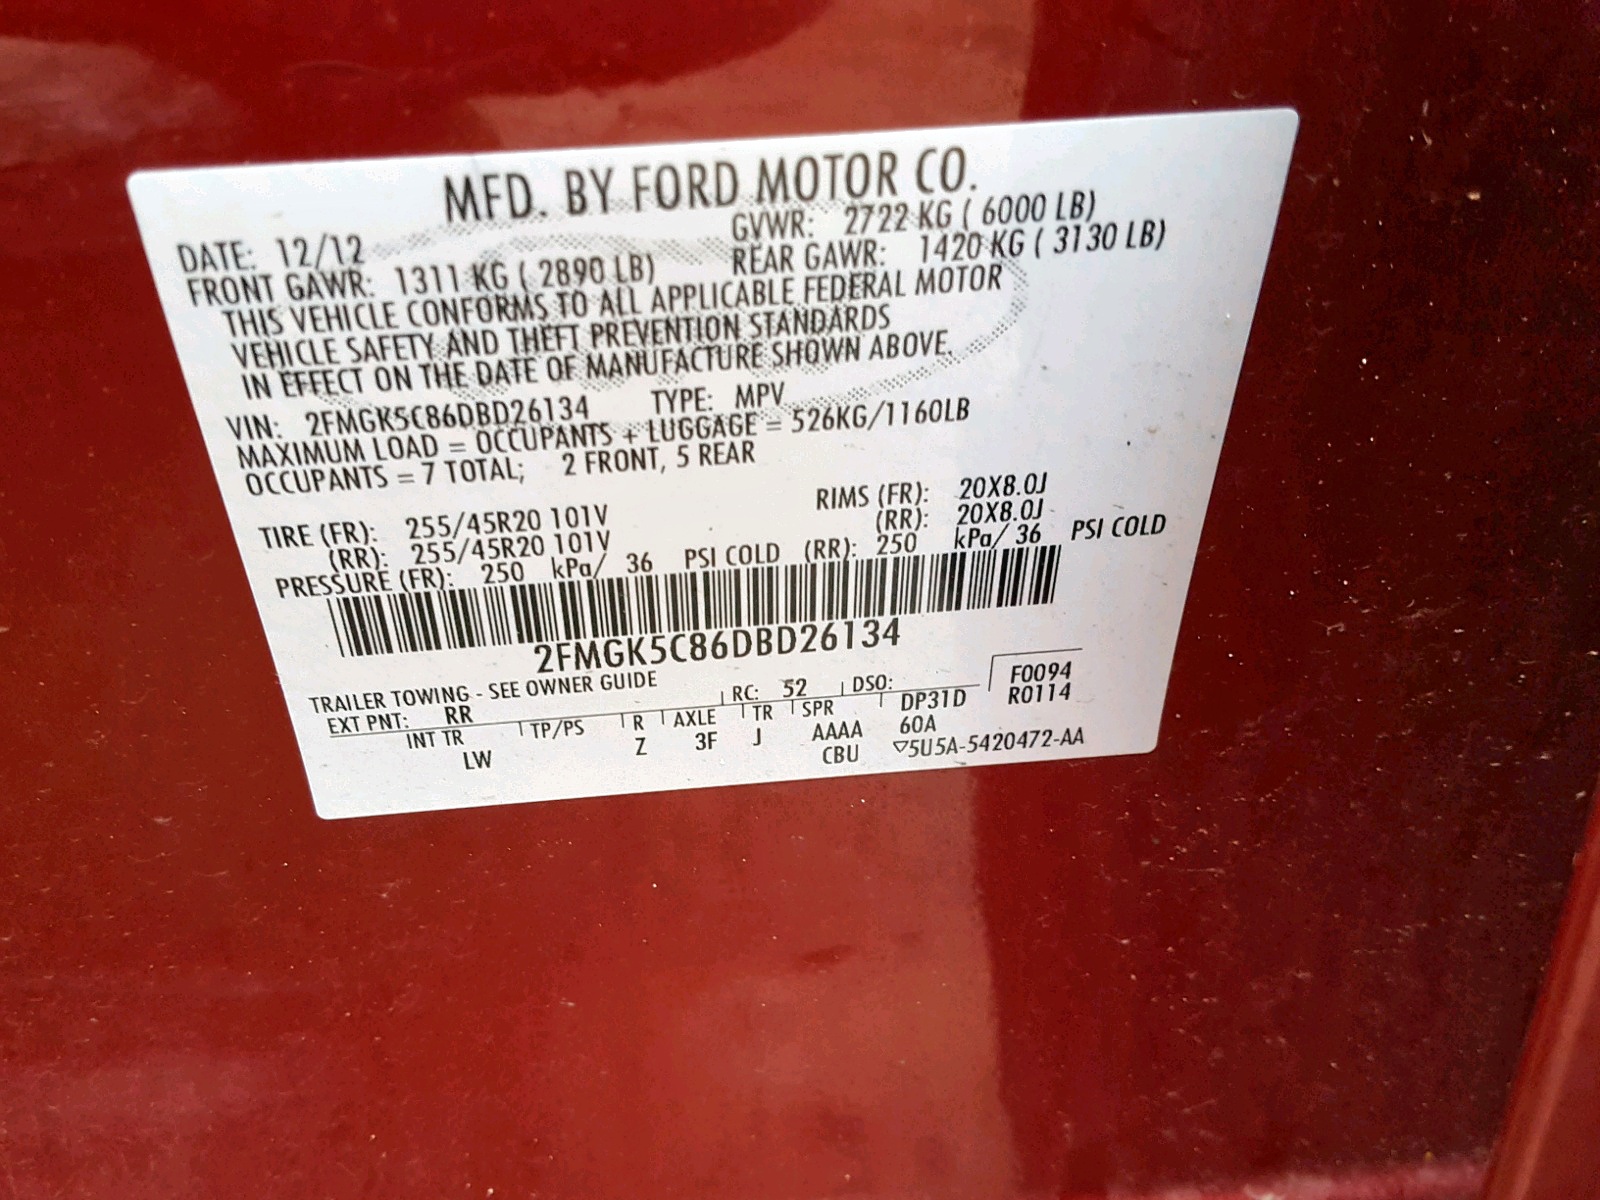 MFD. BY FORD MOTOR CO.
DATE: 12/12 GVWR: 2722 KG ( 6000 LB)
FRONT GAWR: 1311 KG ( 2890 LB) REAR GAWR: 1420 KG ( 3130 LB)
THIS VEHICLE CONFORMS TO ALL APPLICABLE FEDERAL MOTOR
VEHICLE SAFETY AND THEFT PREVENTION STANDARDS
IN EFFECT ON THE DATE OF MANUFACTURE SHOWN ABOVE.
VIN: 2FMGK5C86DBD26134 TYPE: MPV
MAXIMUM LOAD = OCCUPANTS + LUGGAGE = 526KG/1160LB
OCCUPANTS = 7 TOTAL; 2 FRONT, 5 REAR
TIRE (FR): 255/45R20 101V RIMS (FR): 20X8.0J
(RR): 255/45R20 101V (RR): 20X8.0J
PRESSURE (FR): 250 kPa/ 36 PSI COLD (RR): 250 kPa/ 36 PSI COLD
2FMGK5C86DBD26134
TRAILER TOWING - SEE OWNER GUIDE
F0094
EXT PNT: RR RC: 52 DSO: R0114
INT TR TP/PS R AXLE TR SPR DP31D
LW Z 3F J AAAA 60A
CBU ▽5U5A-5420472-AA